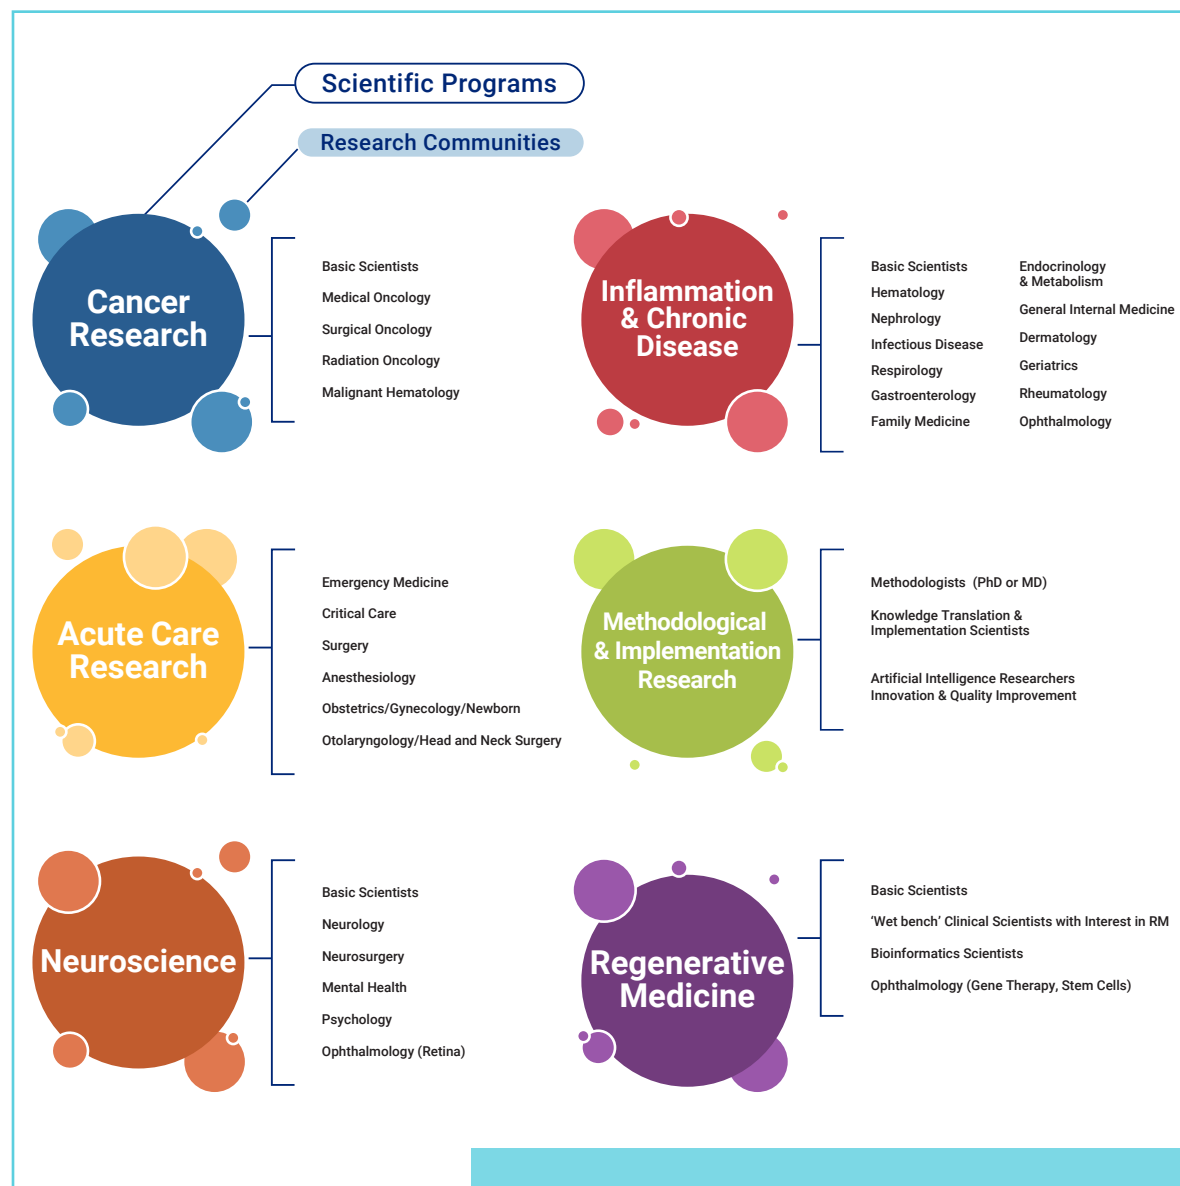 Scientific Programs
Research Communities
Cancer
Research
Basic Scientists
Medical Oncology
Surgical Oncology
Radiation Oncology
Malignant Hematology
Inflammation
& Chronic
Disease
Basic Scientists
Hematology
Nephrology
Infectious Disease
Respirology
Gastroenterology
Family Medicine
Endocrinology
& Metabolism
General Internal Medicine
Dermatology
Geriatrics
Rheumatology
Ophthalmology
Acute Care
Research
Emergency Medicine
Critical Care
Surgery
Anesthesiology
Obstetrics/Gynecology/Newborn
Otolaryngology/Head and Neck Surgery
Methodological
& Implementation
Research
Methodologists  (PhD or MD)
Knowledge Translation &
Implementation Scientists
Artificial Intelligence Researchers
Innovation & Quality Improvement
Neuroscience
Basic Scientists
Neurology
Neurosurgery
Mental Health
Psychology
Ophthalmology (Retina)
Regenerative
Medicine
Basic Scientists
‘Wet bench’ Clinical Scientists with Interest in RM
Bioinformatics Scientists
Ophthalmology (Gene Therapy, Stem Cells)